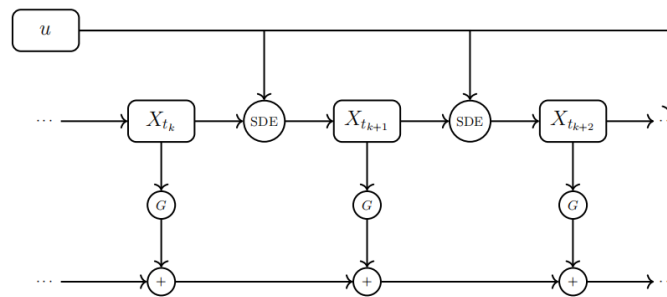 u
... X_{t_k} SDE X_{t_{k+1}} SDE X_{t_{k+2}} ...
G G G
... + + + ...